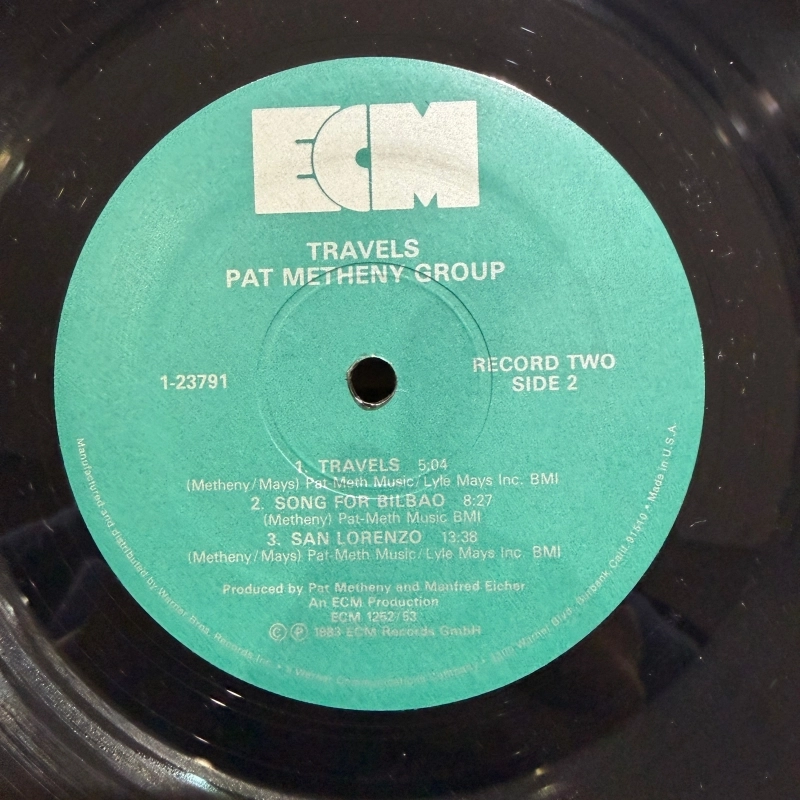 ECM
TRAVELS
PAT METHENY GROUP
1-23791
RECORD TWO
SIDE 2
1. TRAVELS 5:04
(Metheny/Mays) Pat-Meth Music/Lyle Mays Inc. BMI
2. SONG FOR BILBAO 8:27
(Metheny) Pat-Meth Music BMI
3. SAN LORENZO 13:38
(Metheny/Mays) Pat-Meth Music/Lyle Mays Inc. BMI
Produced by Pat Metheny and Manfred Eicher
An ECM Production
ECM 1252/53
© ℗ 1983 ECM Records GmbH
Manufactured and distributed by Warner Bros. Records Inc. • a Warner Communications Company • 3300 Warner Blvd., Burbank, Calif. 91510 • Made in U.S.A.